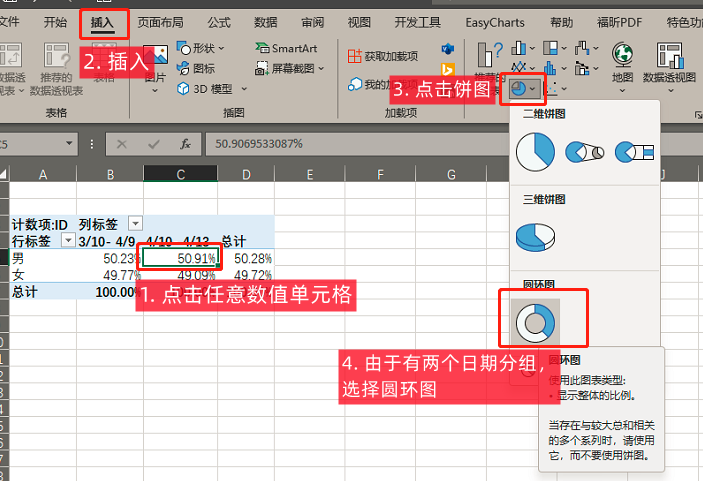 文件 开始 插入 页面布局 公式 数据 审阅 视图 开发工具 EasyCharts 帮助 福昕PDF 特色功
2. 插入
数据透
视表
推荐的
数据透视表
表格
图片
形状
图标
3D 模型
SmartArt
屏幕截图
获取加载项
我的加载
推荐的
地图
数据透视图
3. 点击饼图
表格
插图
加载项
C5
fx
50.9069533087%
A B C D E F G J
计数项:ID 列标签
行标签 3/10- 4/9 4/10- 4/13 总计
男 50.23% 50.91% 50.28%
女 49.77% 49.09% 49.72%
总计 100.00%
1. 点击任意数值单元格
二维饼图
三维饼图
圆环图
4. 由于有两个日期分组，
选择圆环图
圆环图
使用此图表类型:
• 显示整体的比例。
当存在与较大总和相关
的多个系列时，请使用
它，而不要使用饼图。